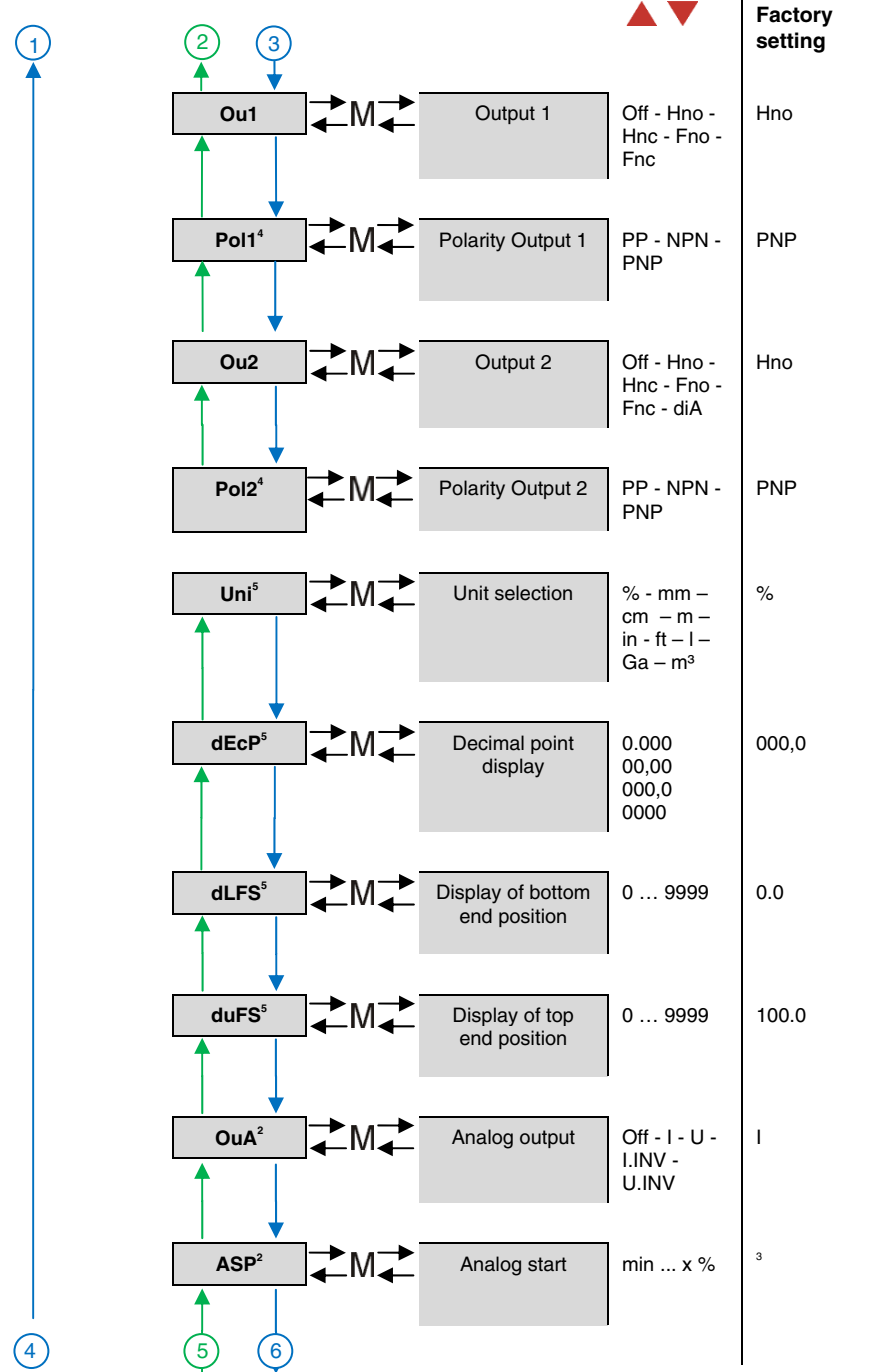 Factory
setting
1
2
3
Ou1
M
Output 1
Off - Hno -
Hnc - Fno -
Fnc
Hno
Pol1⁴
M
Polarity Output 1
PP - NPN -
PNP
PNP
Ou2
M
Output 2
Off - Hno -
Hnc - Fno -
Fnc - diA
Hno
Pol2⁴
M
Polarity Output 2
PP - NPN -
PNP
PNP
Uni⁵
M
Unit selection
% - mm –
cm – m –
in - ft – l –
Ga – m³
%
dEcP⁵
M
Decimal point
display
0.000
00,00
000,0
0000
000,0
dLFS⁵
M
Display of bottom
end position
0 … 9999
0.0
duFS⁵
M
Display of top
end position
0 … 9999
100.0
OuA²
M
Analog output
Off - I - U -
I.INV -
U.INV
I
ASP²
M
Analog start
min ... x %
³
4
5
6